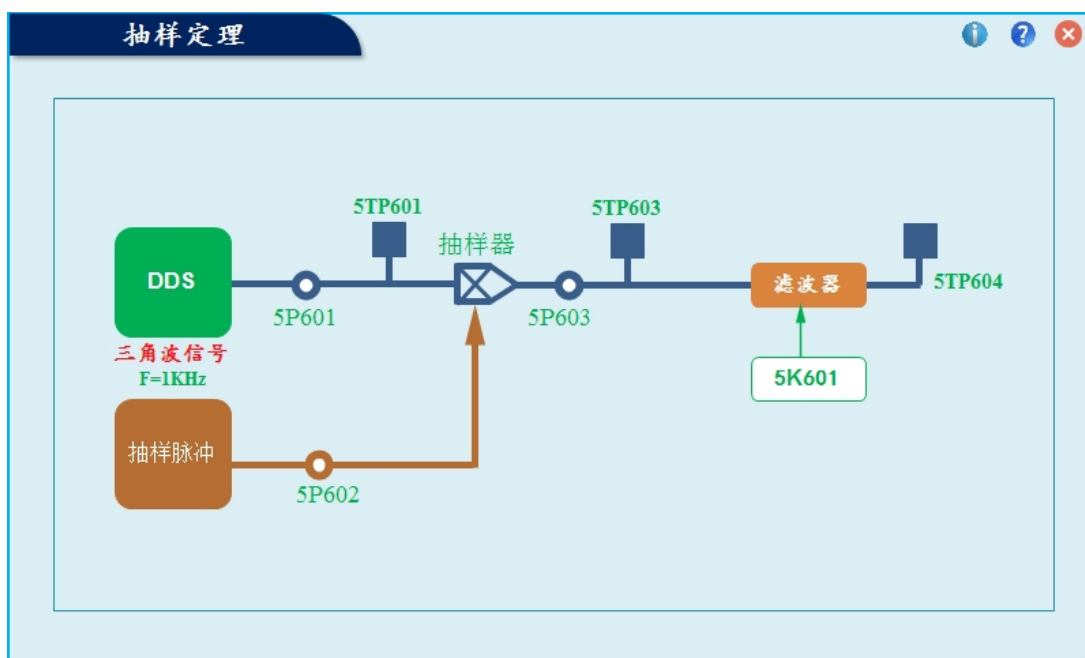 抽样定理
5TP601
5TP603
抽样器
DDS
滤波器
5TP604
5P601
5P603
三角波信号
F=1KHz
5K601
抽样脉冲
5P602